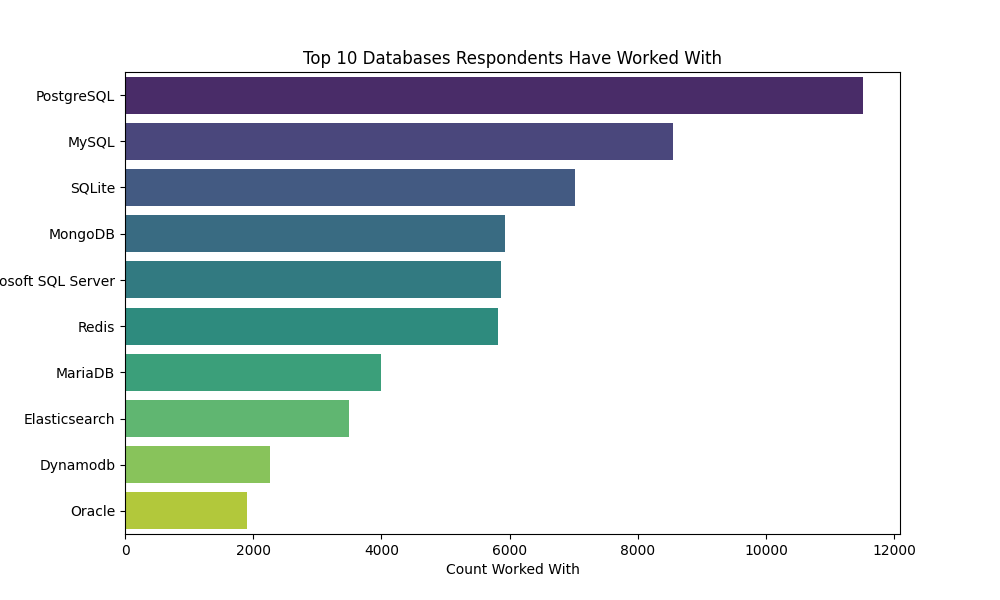 Top 10 Databases Respondents Have Worked With
PostgreSQL
MySQL
SQLite
MongoDB
osoft SQL Server
Redis
MariaDB
Elasticsearch
Dynamodb
Oracle
0 2000 4000 6000 8000 10000 12000
Count Worked With